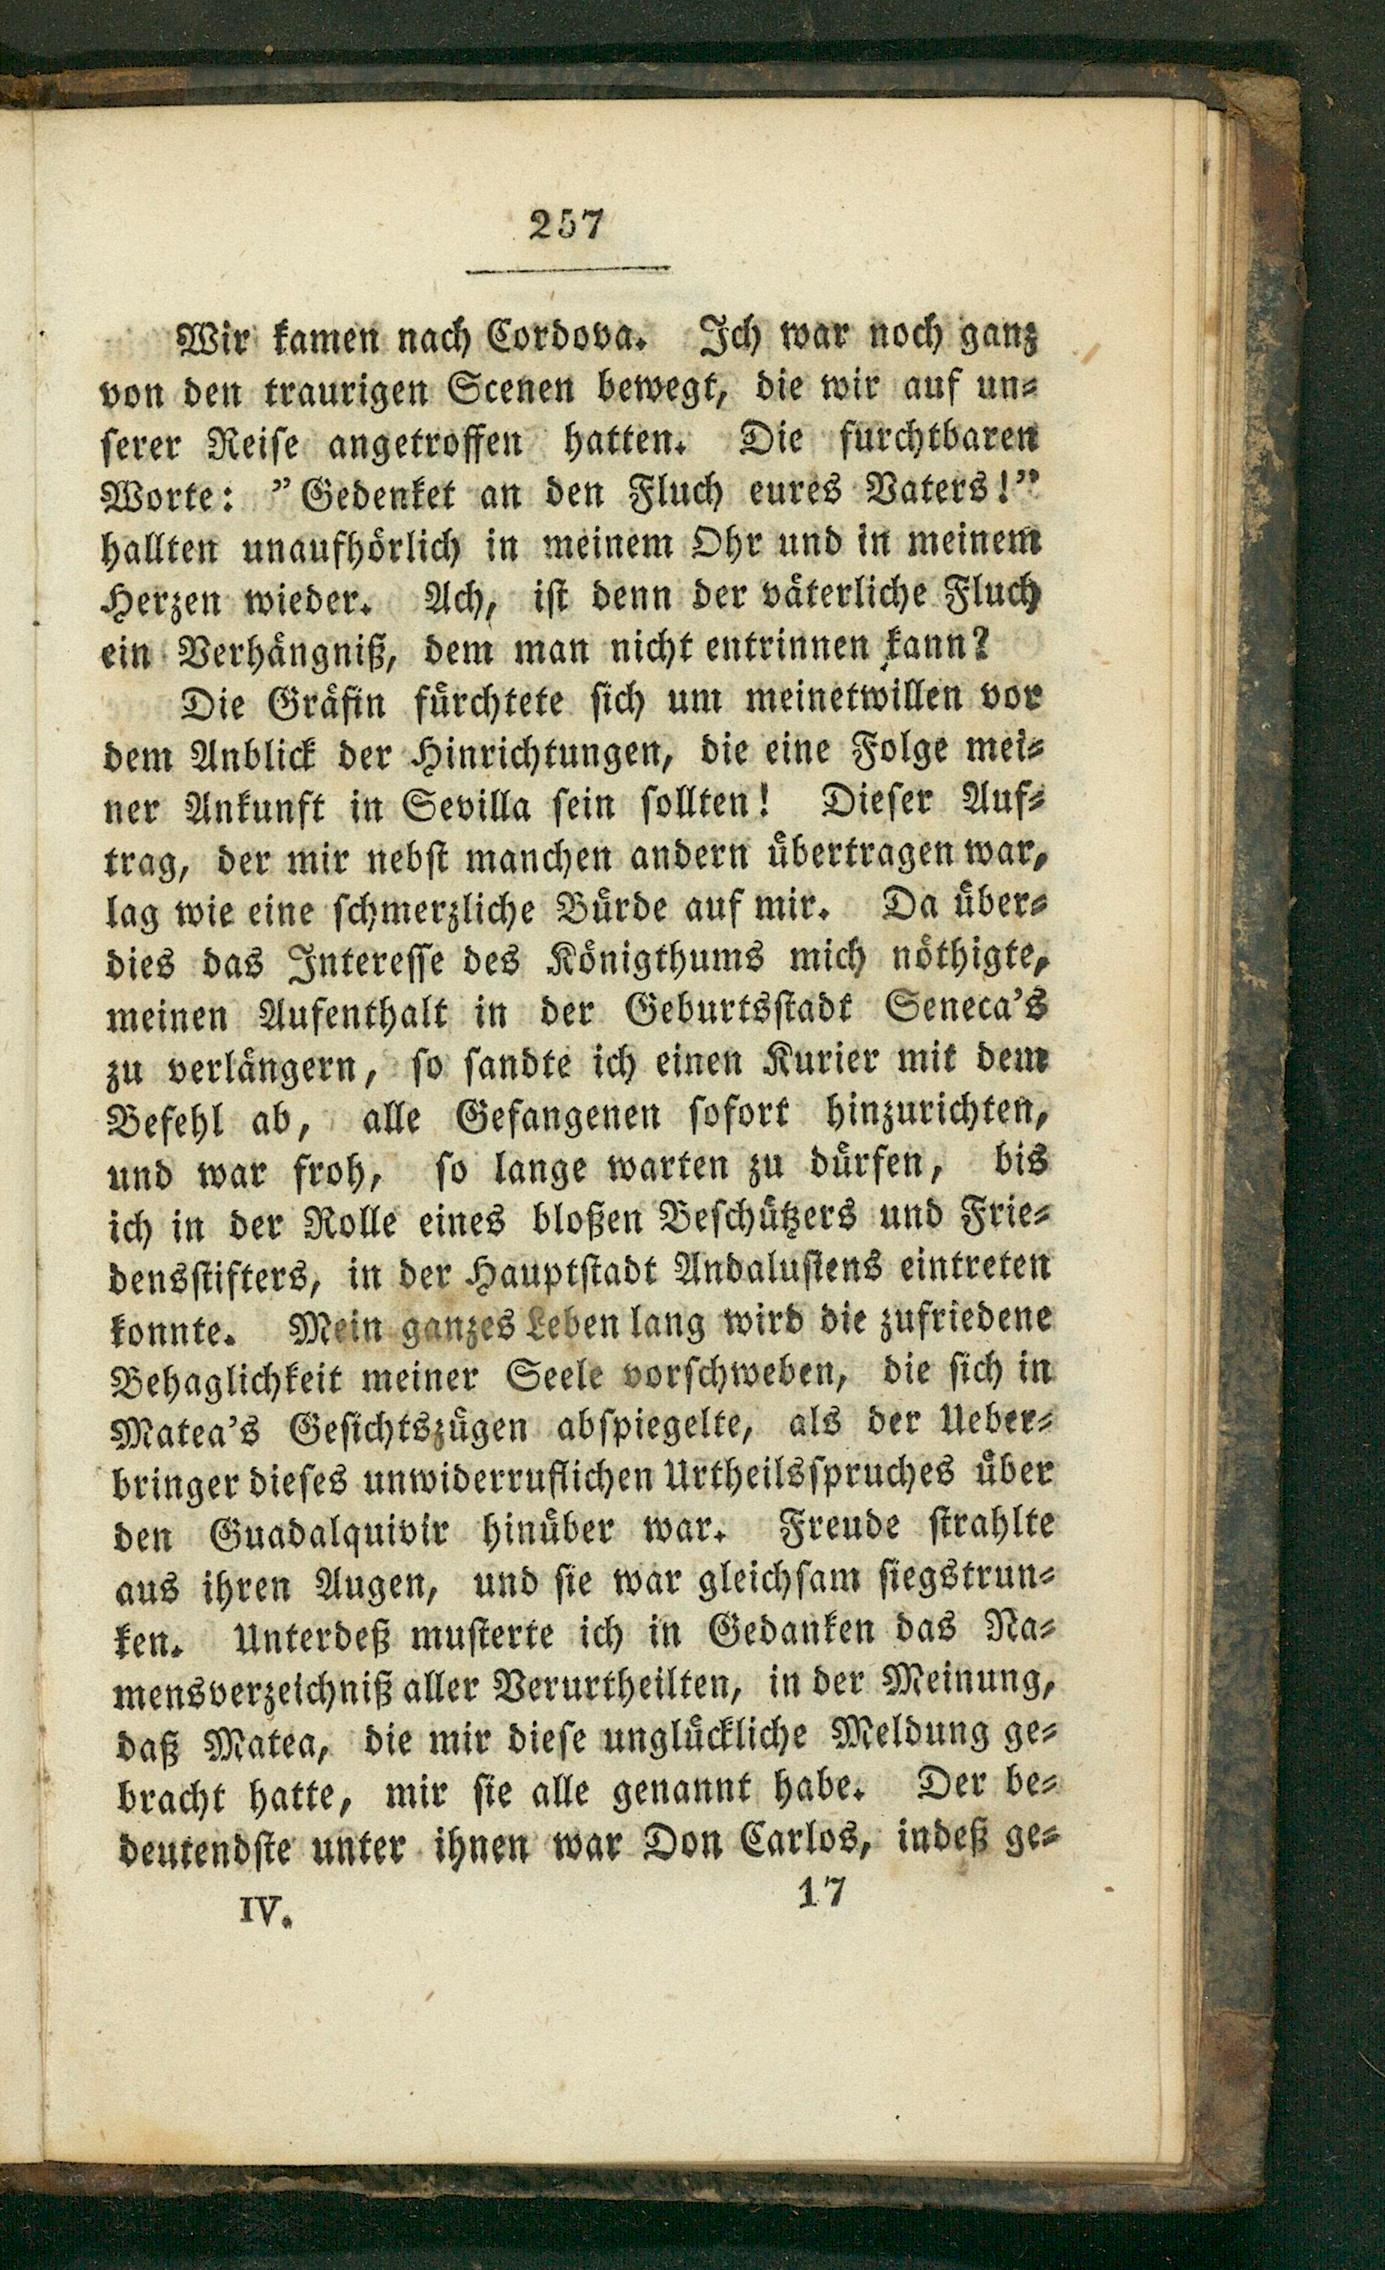 257
Wir kamen nach Cordova. Ich war noch ganz
von den traurigen Scenen bewegt, die wir auf un-
serer Reise angetroffen hatten. Die furchtbaren
Worte: "Gedenket an den Fluch eures Vaters!"
hallten unaufhörlich in meinem Ohr und in meinem
Herzen wieder. Ach, ist denn der väterliche Fluch
ein Verhängniß, dem man nicht entrinnen kann?
Die Gräfin fürchtete sich um meinetwillen vor
dem Anblick der Hinrichtungen, die eine Folge mei-
ner Ankunft in Sevilla sein sollten! Dieser Auf-
trag, der mir nebst manchen andern übertragen war,
lag wie eine schmerzliche Bürde auf mir. Da über-
dies das Interesse des Königthums mich nöthigte,
meinen Aufenthalt in der Geburtsstadt Seneca's
zu verlängern, so sandte ich einen Kurier mit dem
Befehl ab, alle Gefangenen sofort hinzurichten,
und war froh, so lange warten zu dürfen, bis
ich in der Rolle eines bloßen Beschützers und Frie-
densstifters, in der Hauptstadt Andalusiens eintreten
konnte. Mein ganzes Leben lang wird die zufriedene
Behaglichkeit meiner Seele vorschweben, die sich in
Matea's Gesichtszügen abspiegelte, als der Ueber-
bringer dieses unwiderruflichen Urtheilsspruches über
den Guadalquivir hinüber war. Freude strahlte
aus ihren Augen, und sie war gleichsam siegstrun-
ken. Unterdeß musterte ich in Gedanken das Na-
mensverzeichniß aller Verurtheilten, in der Meinung,
daß Matea, die mir diese unglückliche Meldung ge-
bracht hatte, mir sie alle genannt habe. Der be-
deutendste unter ihnen war Don Carlos, indeß ge-
IV. 17